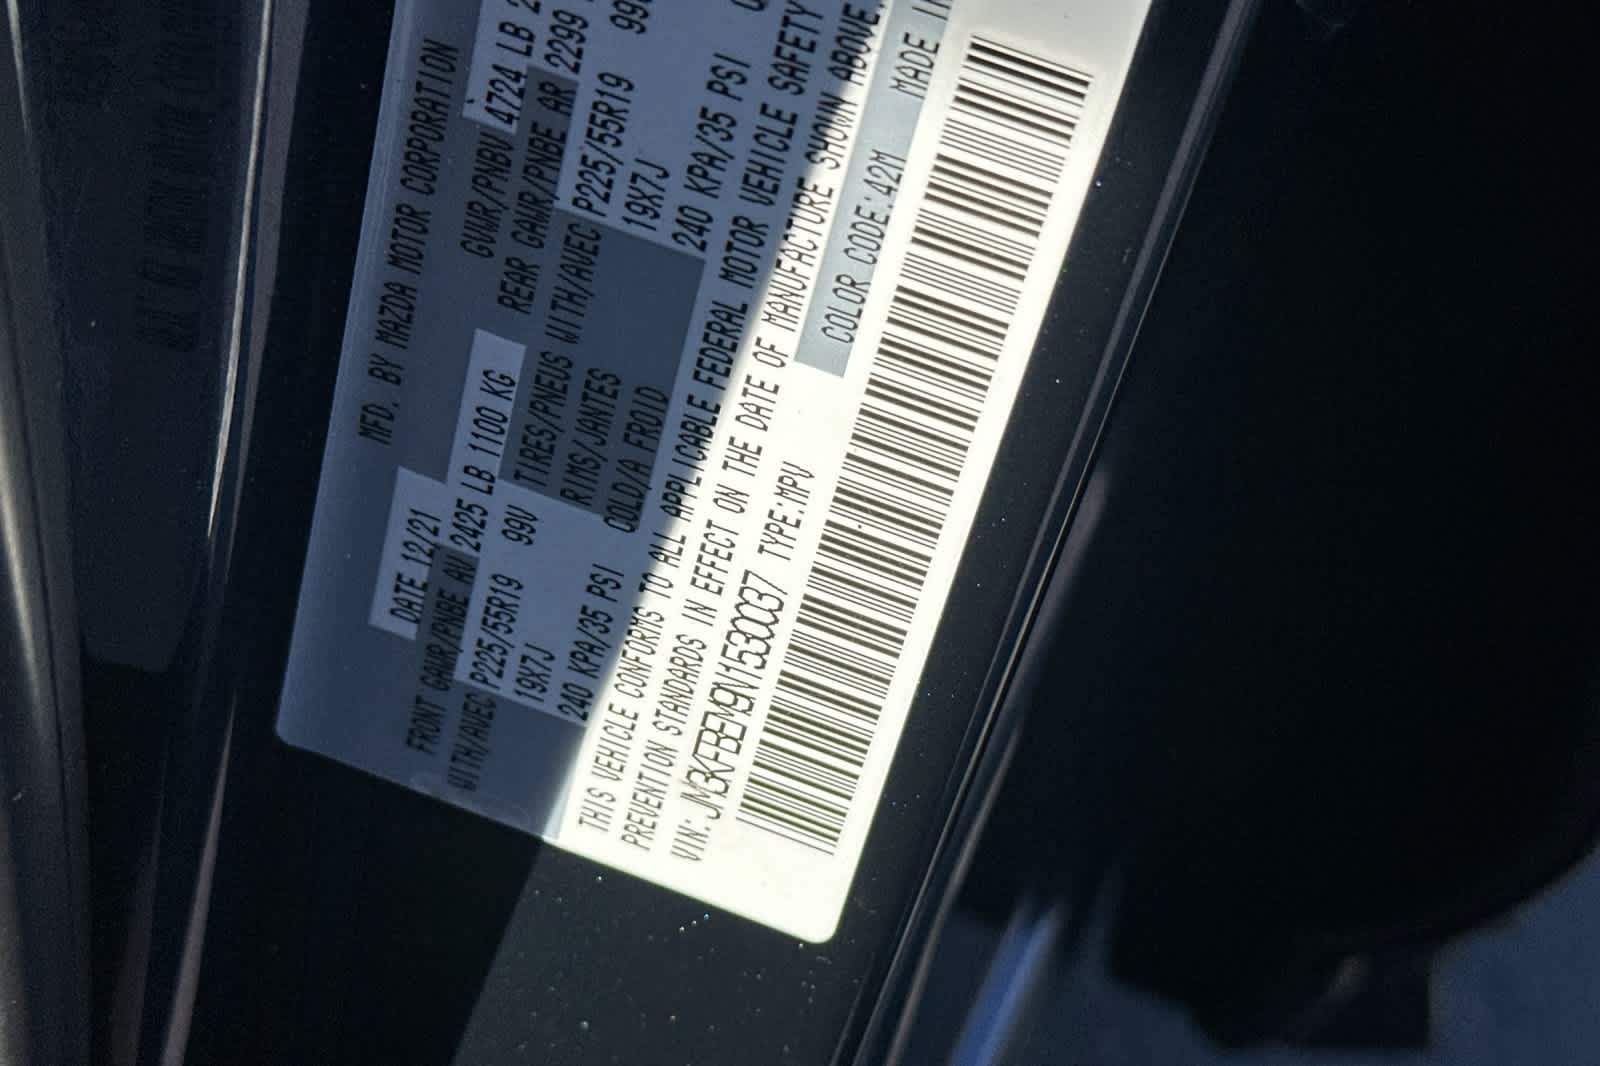 MFD. BY MAZDA MOTOR CORPORATION
DATE 12/21 GVWR/PNBV 4724 LB
FRONT GAWR/PNBE AV 2425 LB 1100 KG REAR GAWR/PNBE AR 2299
WITH/AVEC P225/55R19 99V TIRES/PNEUS WITH/AVEC P225/55R19
19X7J RIMS/JANTES 19X7J
240 KPA/35 PSI COLD/A FROID 240 KPA/35 PSI
THIS VEHICLE CONFORMS TO ALL APPLICABLE FEDERAL MOTOR VEHICLE SAFETY
PREVENTION STANDARDS IN EFFECT ON THE DATE OF MANUFACTURE SHOWN ABOVE.
VIN: JM3KFBEM9N1530037 TYPE:MPV COLOR CODE:42M MADE